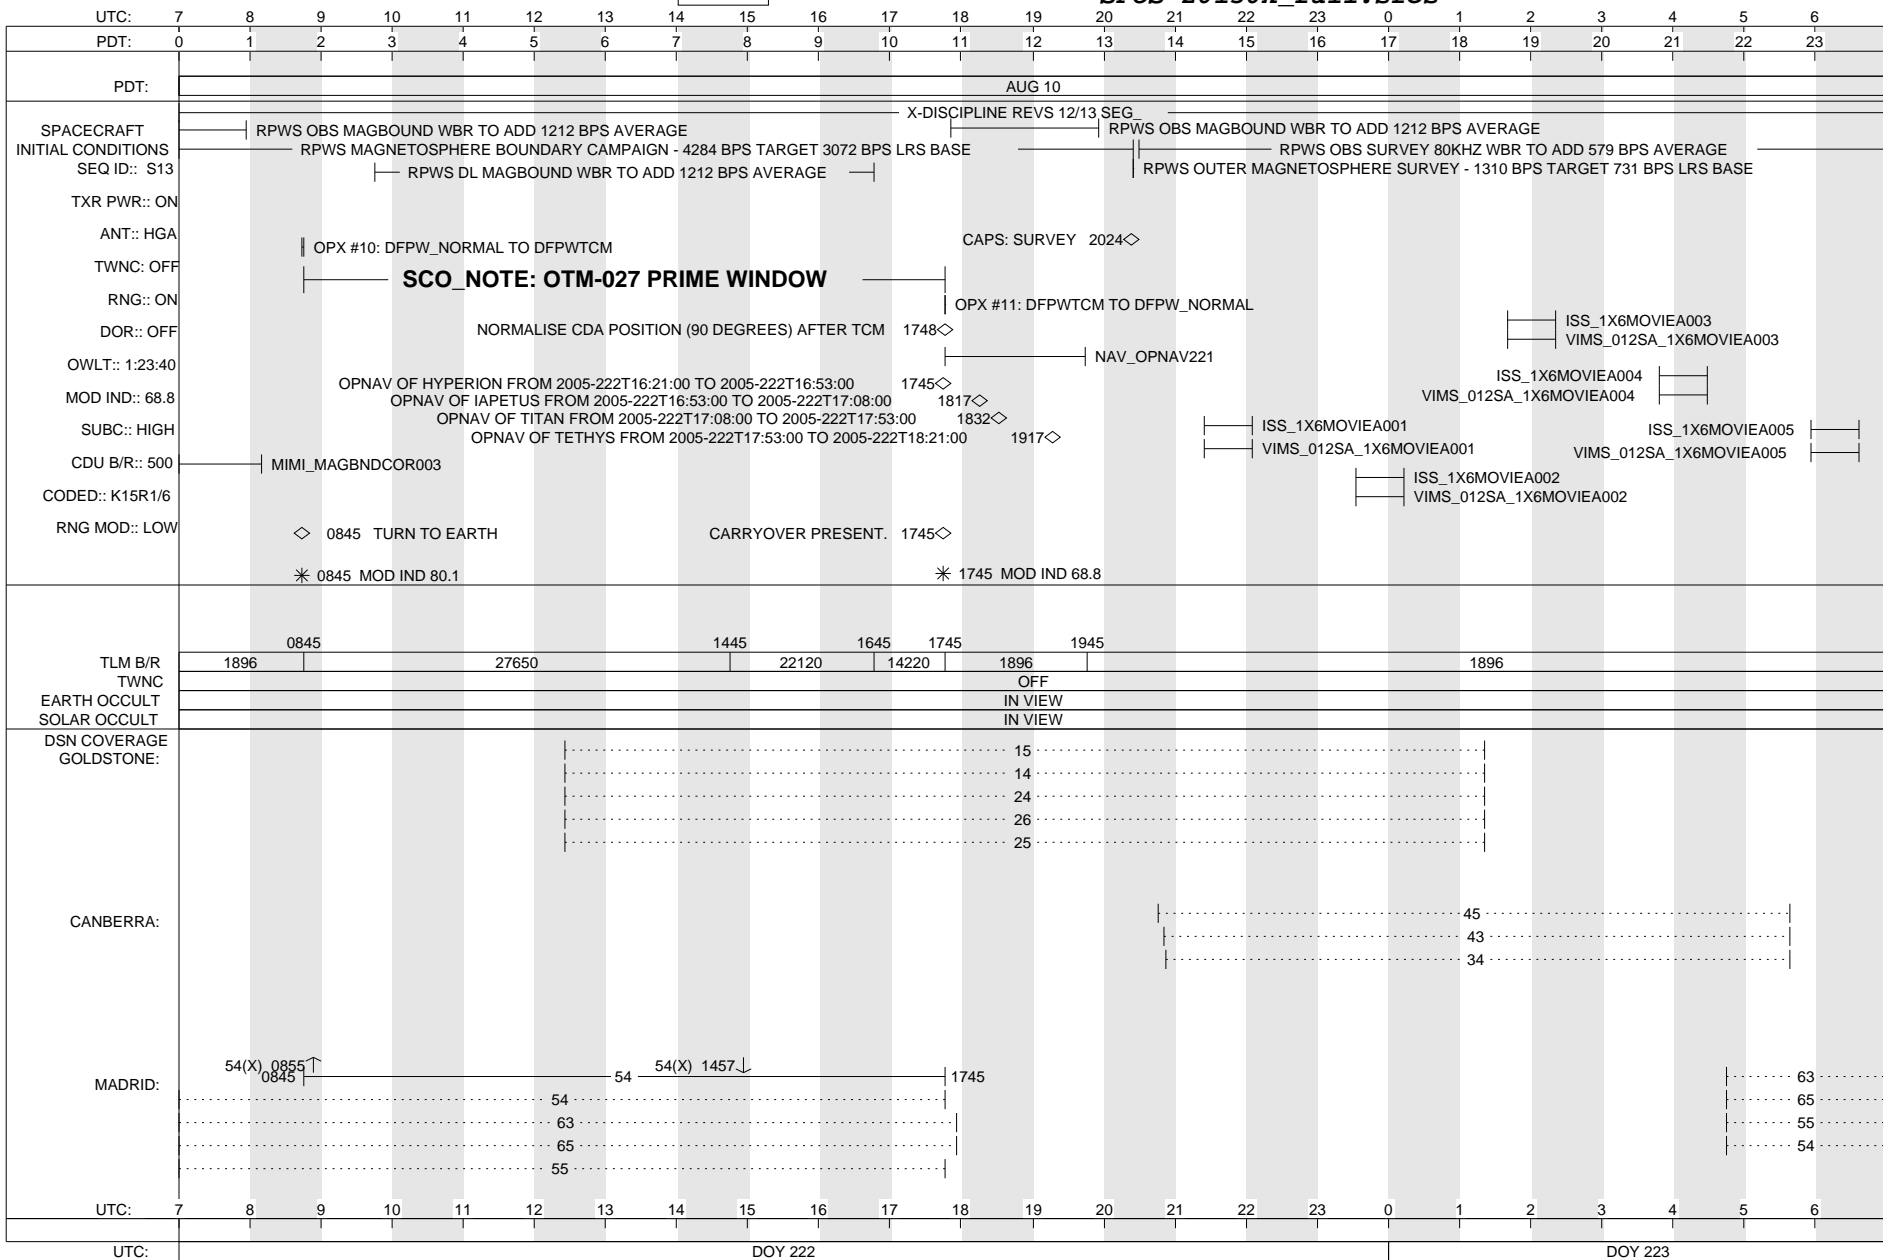 UTC: 7 8 9 10 11 12 13 14 15 16 17 18 19 20 21 22 23 0 1 2 3 4 5 6
PDT: 0 1 2 3 4 5 6 7 8 9 10 11 12 13 14 15 16 17 18 19 20 21 22 23
PDT: AUG 10
X-DISCIPLINE REVS 12/13 SEG_
SPACECRAFT
INITIAL CONDITIONS
RPWS OBS MAGBOUND WBR TO ADD 1212 BPS AVERAGE
RPWS OBS MAGBOUND WBR TO ADD 1212 BPS AVERAGE
RPWS MAGNETOSPHERE BOUNDARY CAMPAIGN - 4284 BPS TARGET 3072 BPS LRS BASE
RPWS OBS SURVEY 80KHZ WBR TO ADD 579 BPS AVERAGE
SEQ ID:: S13
RPWS DL MAGBOUND WBR TO ADD 1212 BPS AVERAGE
RPWS OUTER MAGNETOSPHERE SURVEY - 1310 BPS TARGET 731 BPS LRS BASE
TXR PWR:: ON
ANT:: HGA
OPX #10: DFPW_NORMAL TO DFPWTCM
CAPS: SURVEY 2024
TWNC: OFF
SCO_NOTE: OTM-027 PRIME WINDOW
RNG:: ON
OPX #11: DFPWTCM TO DFPW_NORMAL
DOR:: OFF
NORMALISE CDA POSITION (90 DEGREES) AFTER TCM 1748
ISS_1X6MOVIEA003
VIMS_012SA_1X6MOVIEA003
OWLT:: 1:23:40
NAV_OPNAV221
OPNAV OF HYPERION FROM 2005-222T16:21:00 TO 2005-222T16:53:00 1745
ISS_1X6MOVIEA004
MOD IND:: 68.8
OPNAV OF IAPETUS FROM 2005-222T16:53:00 TO 2005-222T17:08:00 1817
VIMS_012SA_1X6MOVIEA004
OPNAV OF TITAN FROM 2005-222T17:08:00 TO 2005-222T17:53:00 1832
ISS_1X6MOVIEA001
ISS_1X6MOVIEA005
SUBC:: HIGH
OPNAV OF TETHYS FROM 2005-222T17:53:00 TO 2005-222T18:21:00 1917
VIMS_012SA_1X6MOVIEA001
VIMS_012SA_1X6MOVIEA005
CDU B/R:: 500
MIMI_MAGBNDCOR003
ISS_1X6MOVIEA002
CODED:: K15R1/6
VIMS_012SA_1X6MOVIEA002
RNG MOD:: LOW
0845 TURN TO EARTH
CARRYOVER PRESENT. 1745
0845 MOD IND 80.1
1745 MOD IND 68.8
0845 1445 1645 1745 1945
TLM B/R 1896 27650 22120 14220 1896 1896
TWNC OFF
EARTH OCCULT IN VIEW
SOLAR OCCULT IN VIEW
DSN COVERAGE
GOLDSTONE:
15
14
24
26
25
CANBERRA:
45
43
34
MADRID:
54(X) 0855 54(X) 1457
0845 54 1745 63
54 65
63 55
65 54
55
UTC: 7 8 9 10 11 12 13 14 15 16 17 18 19 20 21 22 23 0 1 2 3 4 5 6
UTC: DOY 222 DOY 223